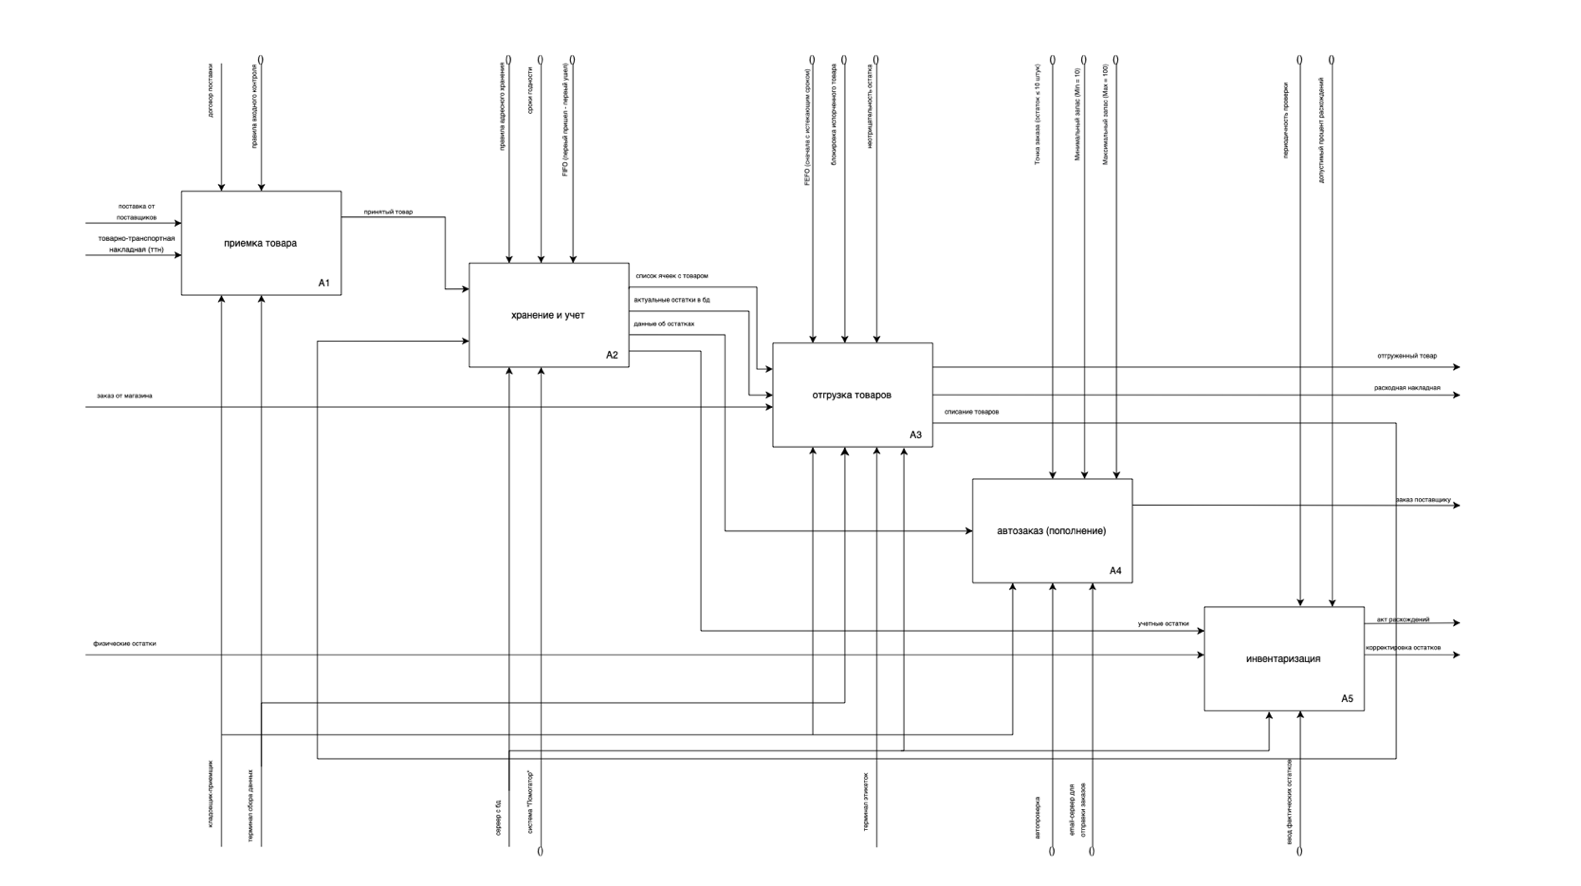 договор поставки
правила входного контроля
правила адресного хранения
сроки годности
FIFO (первый пришел - первый ушел)
FEFO (сначала с истекающим сроком)
блокировка испорченного товара
неотрицательность остатка
Точка заказа (остаток ≤ 10 штук)
Минимальный запас (Min = 10)
Максимальный запас (Max = 100)
периодичность проверки
допустимый процент расхождений
поставка от
поставщиков
товарно-транспортная
накладная (ттн)
приемка товара
A1
принятый товар
хранение и учет
A2
список ячеек с товаром
актуальные остатки в бд
данные об остатках
заказ от магазина
отгрузка товаров
A3
отгруженный товар
расходная накладная
списание товаров
автозаказ (пополнение)
A4
заказ поставщику
физические остатки
учетные остатки
инвентаризация
A5
акт расхождений
корректировка остатков
кладовщик-приемщик
терминал сбора данных
сервер с бд
система "Помогатор"
терминал этикеток
автопроверка
email-сервер для
отправки заказов
ввод фактических остатков